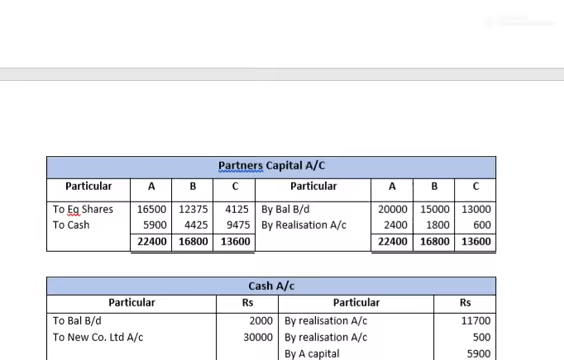 Partners Capital A/C
Particular A B C Particular A B C
To Eq Shares 16500 12375 4125 By Bal B/d 20000 15000 13000
To Cash 5900 4425 9475 By Realisation A/c 2400 1800 600
22400 16800 13600 22400 16800 13600
Cash A/c
Particular Rs Particular Rs
To Bal B/d 2000 By realisation A/c 11700
To New Co. Ltd A/c 30000 By realisation A/c 500
By A capital 5900